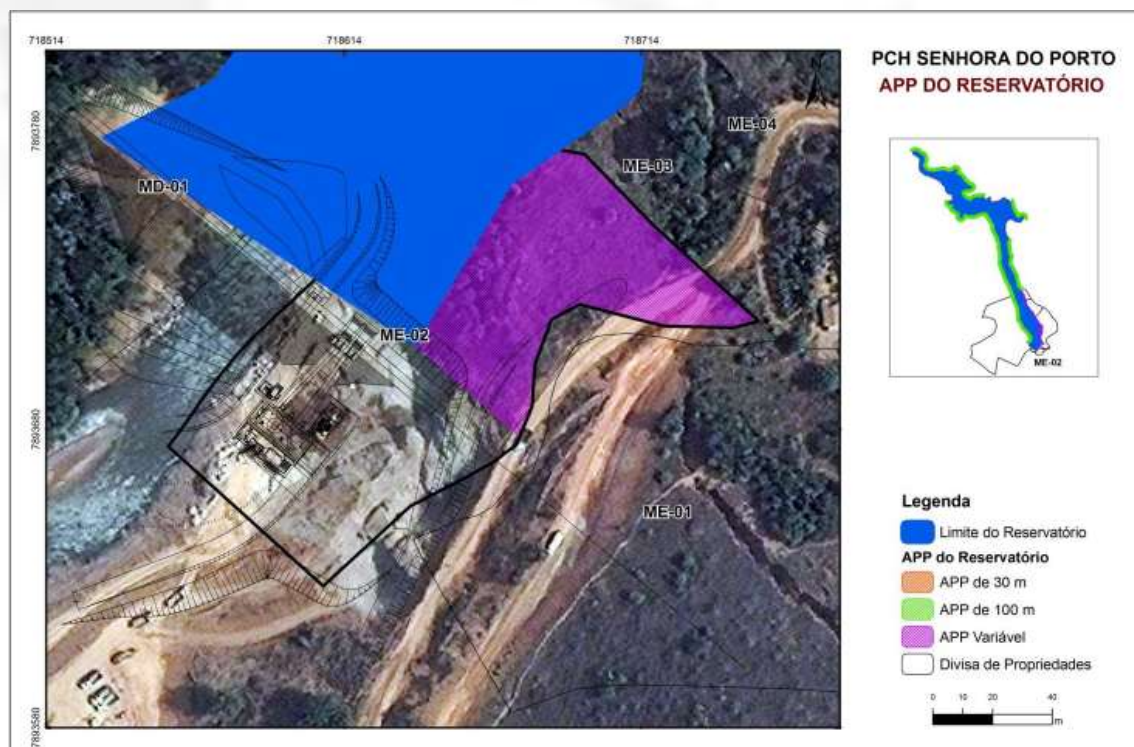 718514
718614
718714
PCH SENHORA DO PORTO
APP DO RESERVATÓRIO
7893780
7893680
7893580
ME-04
ME-03
MD-01
ME-02
ME-01
ME-02
Legenda
Limite do Reservatório
APP do Reservatório
APP de 30 m
APP de 100 m
APP Variável
Divisa de Propriedades
0 10 20 40
m